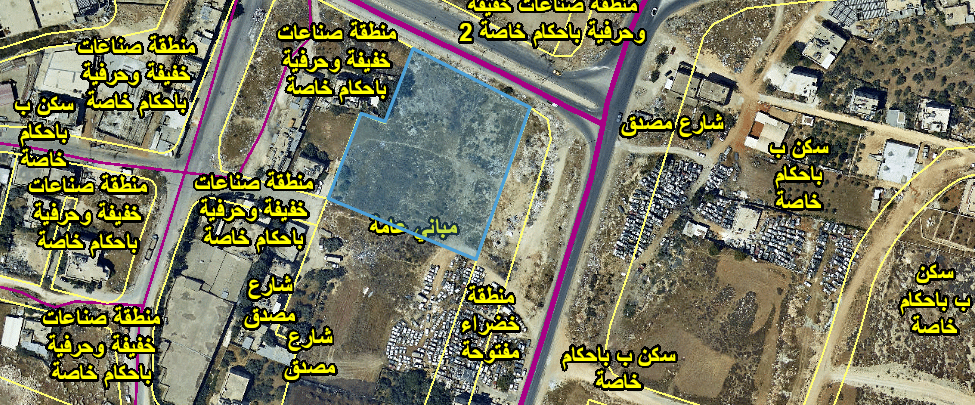 منطقة صناعات خفيفة
وحرفية باحكام خاصة 2
منطقة صناعات
خفيفة وحرفية
باحكام خاصة
منطقة صناعات
خفيفة وحرفية
باحكام خاصة
سكن ب
باحكام
خاصة
شارع مصدق
سكن ب
باحكام
خاصة
منطقة صناعات
خفيفة وحرفية
باحكام خاصة
منطقة صناعات
خفيفة وحرفية
باحكام خاصة
مباني عامه
شارع
مصدق
منطقة
خضراء
مفتوحة
سكن
ب باحكام
خاصة
منطقة صناعات
خفيفة وحرفية
باحكام خاصة
شارع
مصدق
سكن ب باحكام
خاصة